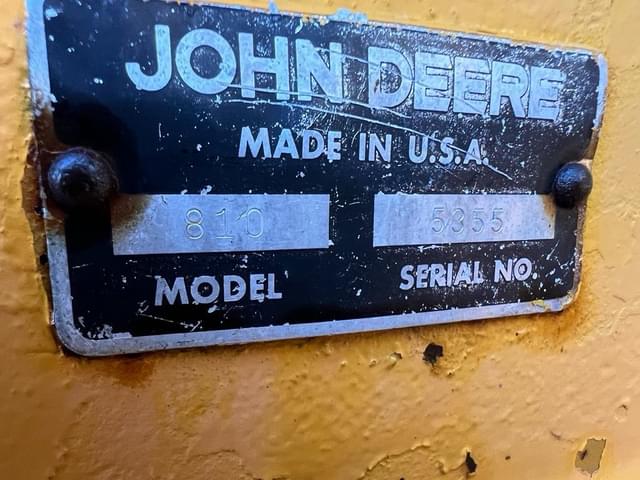 JOHN DEERE
MADE IN U.S.A.
810 5355
MODEL SERIAL NO.